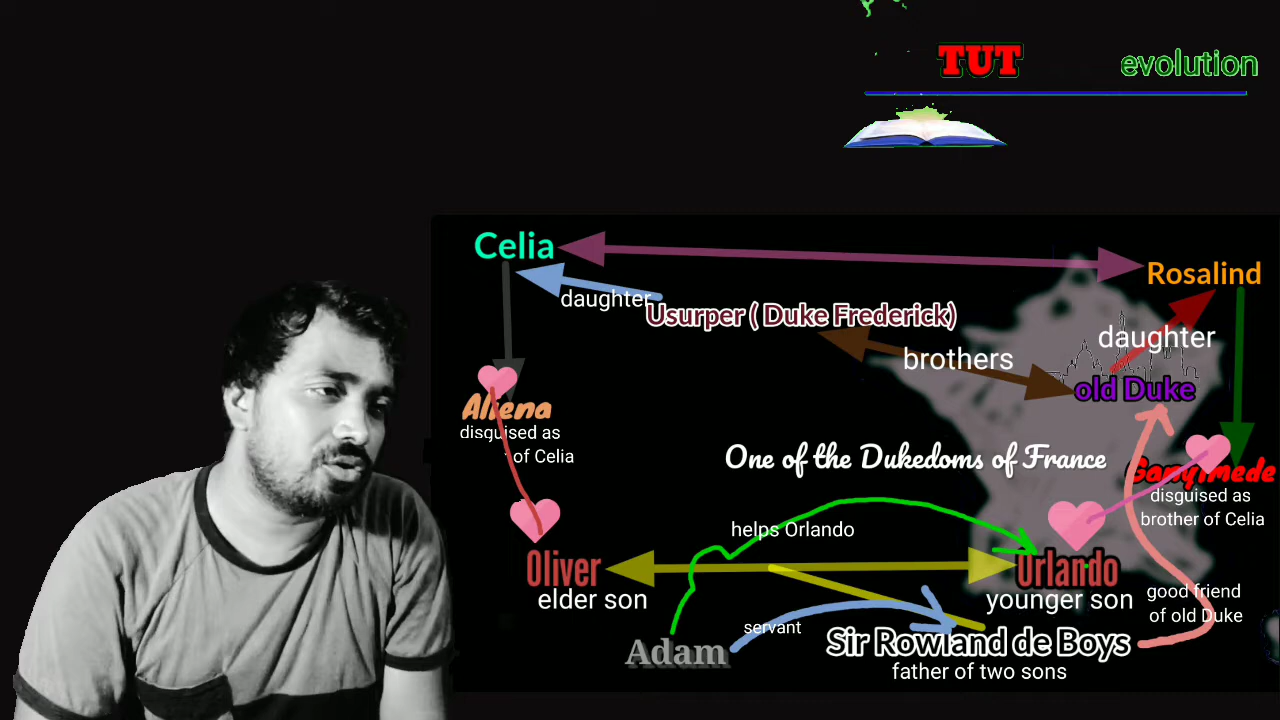 TUT evolution
Celia
Rosalind
daughter
Usurper ( Duke Frederick)
daughter
brothers
old Duke
Aliena
disguised as
of Celia
One of the Dukedoms of France
Ganymede
disguised as
brother of Celia
helps Orlando
Oliver
elder son
Orlando
younger son
good friend
of old Duke
servant
Adam
Sir Rowland de Boys
father of two sons